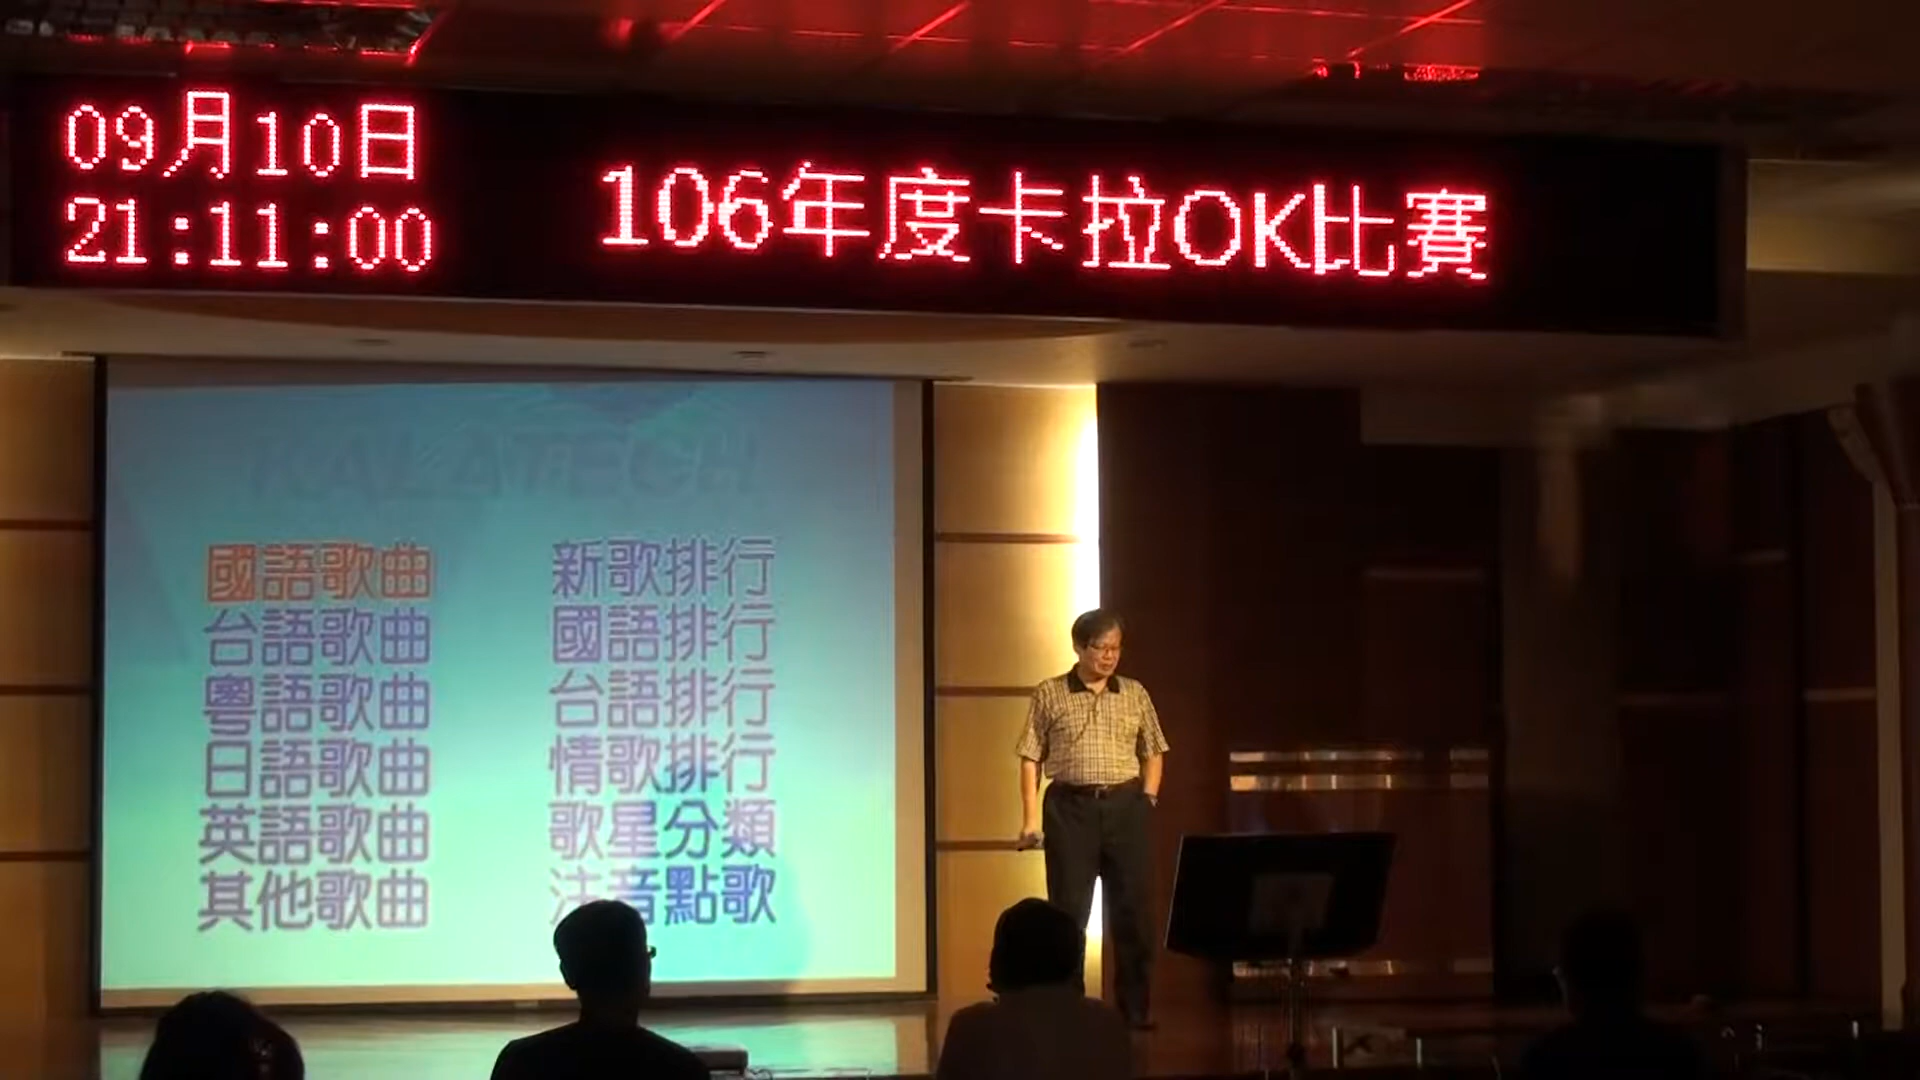 09月10日
21:11:00
106年度卡拉OK比賽
KALATECH
國語歌曲
台語歌曲
粵語歌曲
日語歌曲
英語歌曲
其他歌曲
新歌排行
國語排行
台語排行
情歌排行
歌星分類
注音點歌